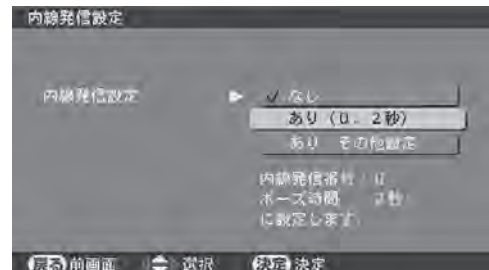 内線発信設定
内線発信設定 ▶ ✓ なし
あり (0、2秒)
あり その他設定
内線発信番号 0
ポーズ時間 2秒
に設定します
戻る 前画面 選択 決定 決定